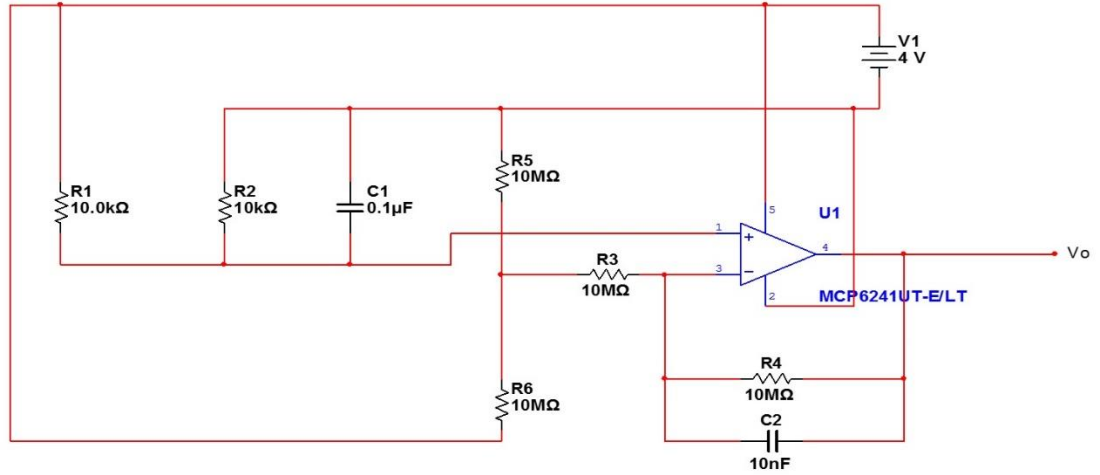 V1
4 V
R1
10.0kΩ
R2
10kΩ
C1
0.1µF
R5
10MΩ
5
U1
1
4
Vo
3
2
MCP6241UT-E/LT
R3
10MΩ
R6
10MΩ
R4
10MΩ
C2
10nF